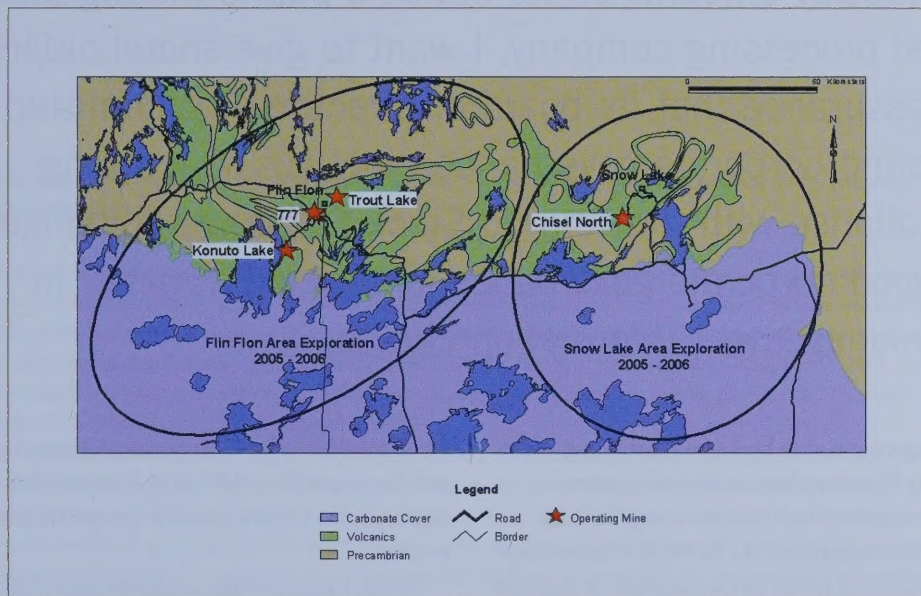 0 50 Kilometers
N
Flin Flon
Snow Lake
Trout Lake
777
Chisel North
Konuto Lake
Flin Flon Area Exploration
2005 - 2006
Snow Lake Area Exploration
2005 - 2006
Legend
Carbonate Cover Road Operating Mine
Volcanics Border
Precambrian